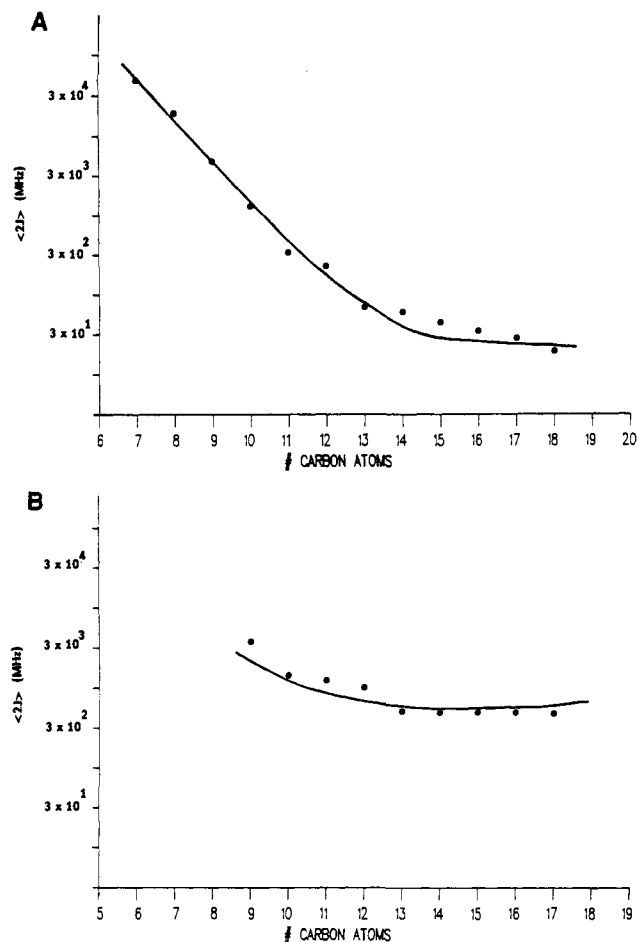 A
<2J> (MHz)
3 x 10⁴
3 x 10³
3 x 10²
3 x 10¹
6 7 8 9 10 11 12 13 14 15 16 17 18 19 20
# CARBON ATOMS
B
<2J> (MHz)
3 x 10⁴
3 x 10³
3 x 10²
3 x 10¹
5 6 7 8 9 10 11 12 13 14 15 16 17 18 19
# CARBON ATOMS